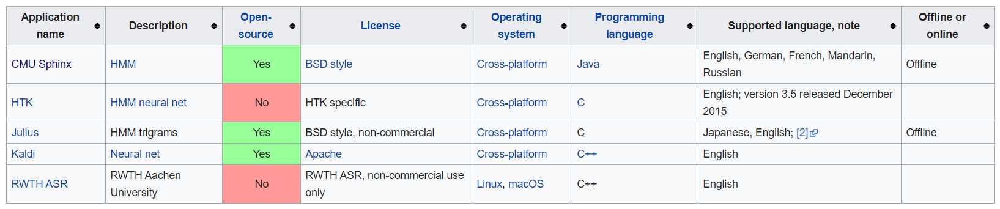 Application name Description Open-source License Operating system Programming language Supported language, note Offline or online
CMU Sphinx HMM Yes BSD style Cross-platform Java English, German, French, Mandarin, Russian Offline
HTK HMM neural net No HTK specific Cross-platform C English; version 3.5 released December 2015
Julius HMM trigrams Yes BSD style, non-commercial Cross-platform C Japanese, English; [2] Offline
Kaldi Neural net Yes Apache Cross-platform C++ English
RWTH ASR RWTH Aachen University No RWTH ASR, non-commercial use only Linux, macOS C++ English